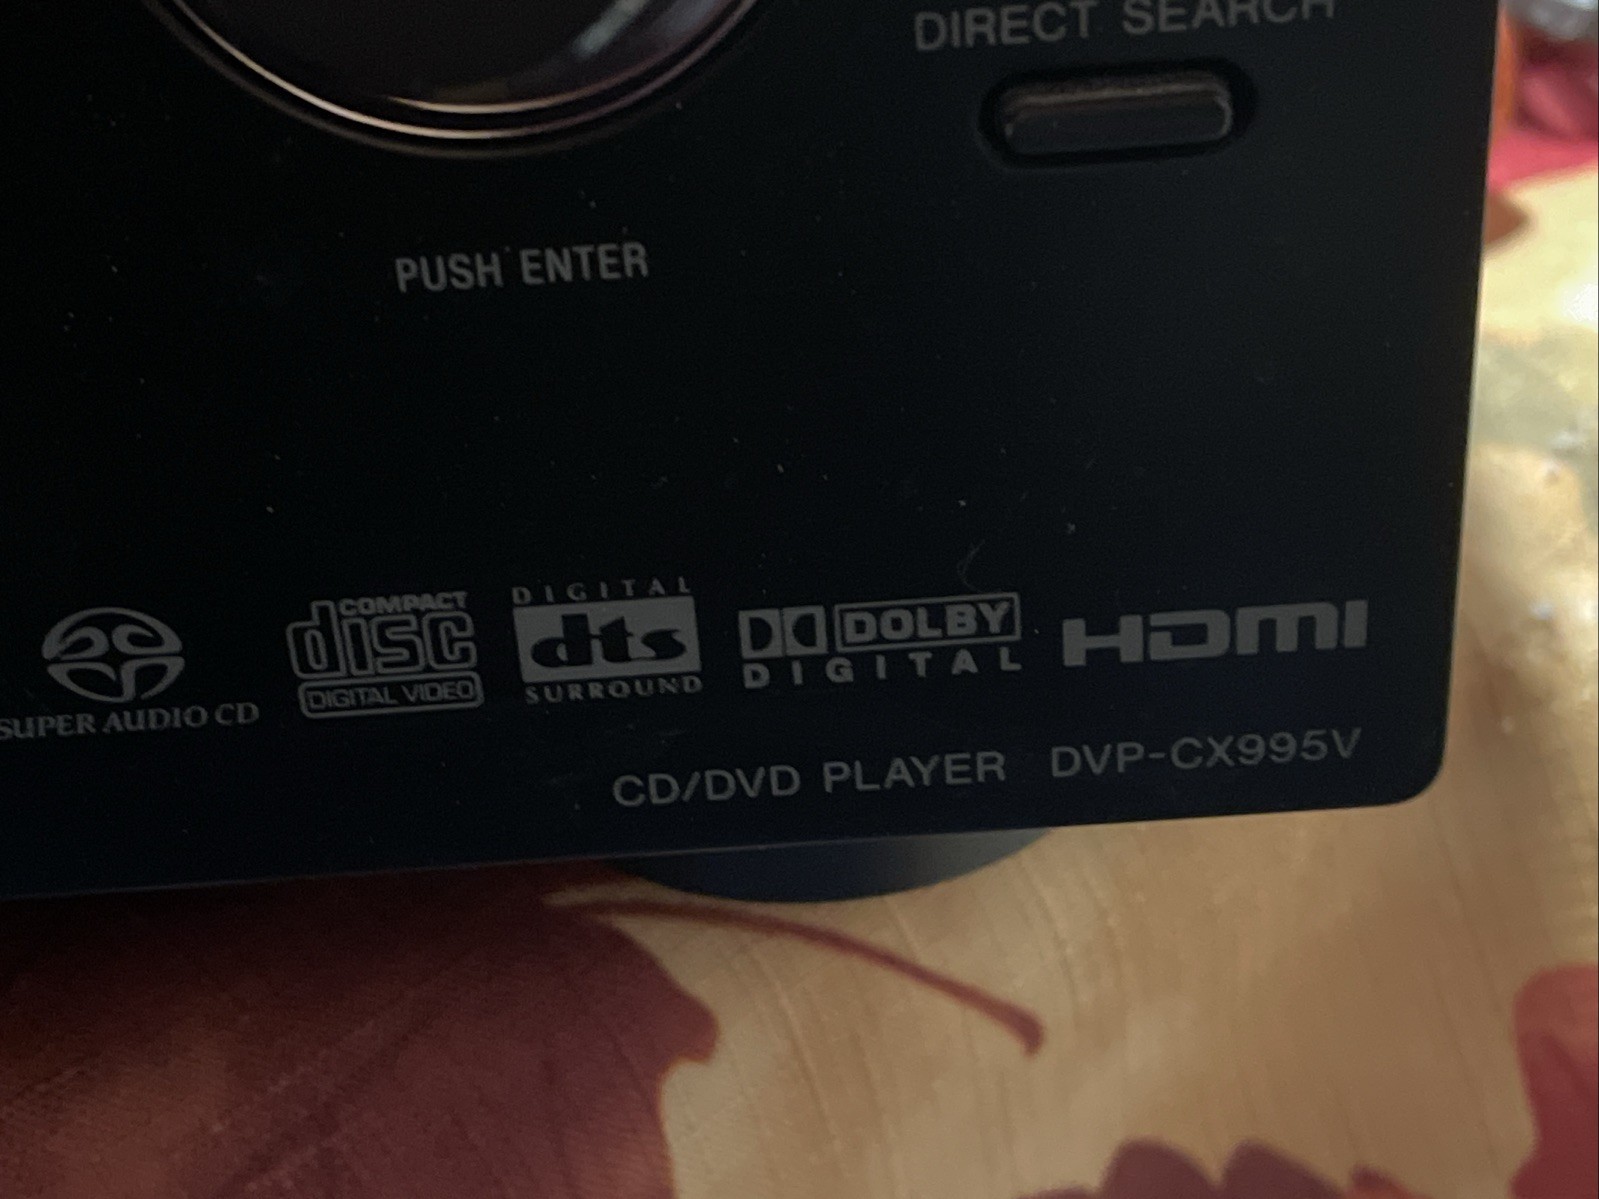 DIRECT SEARCH
PUSH ENTER
SUPER AUDIO CD
COMPACT
disc
DIGITAL VIDEO
DIGITAL
dts
SURROUND
DOLBY
DIGITAL
HDMI
CD/DVD PLAYER DVP-CX995V